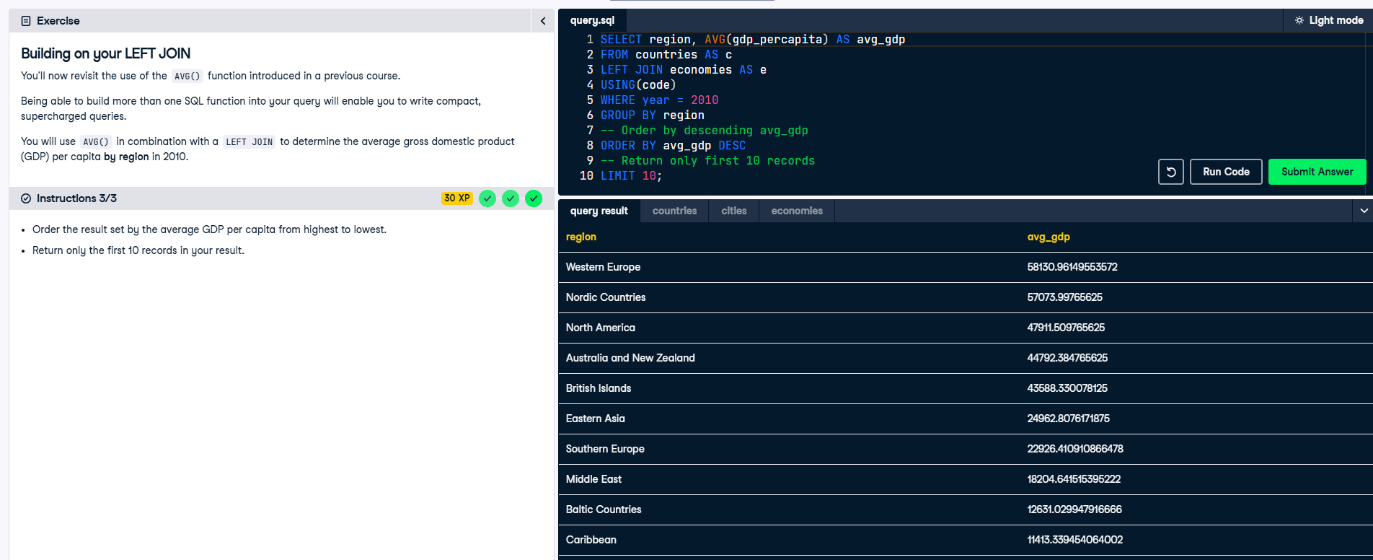 Exercise
Building on your LEFT JOIN
You'll now revisit the use of the AVG() function introduced in a previous course.
Being able to build more than one SQL function into your query will enable you to write compact,
supercharged queries.
You will use AVG() in combination with a LEFT JOIN to determine the average gross domestic product
(GDP) per capita by region in 2010.
Instructions 3/3
30 XP
• Order the result set by the average GDP per capita from highest to lowest.
• Return only the first 10 records in your result.
query.sql
Light mode
1 SELECT region, AVG(gdp_percapita) AS avg_gdp
2 FROM countries AS c
3 LEFT JOIN economies AS e
4 USING(code)
5 WHERE year = 2010
6 GROUP BY region
7 -- Order by descending avg_gdp
8 ORDER BY avg_gdp DESC
9 -- Return only first 10 records
10 LIMIT 10;
Run Code
Submit Answer
query result countries cities economies
region avg_gdp
Western Europe 58130.96149553572
Nordic Countries 57073.99765625
North America 47911.509765625
Australia and New Zealand 44792.384765625
British Islands 43588.330078125
Eastern Asia 24962.8076171875
Southern Europe 22926.410910866478
Middle East 18204.641515395222
Baltic Countries 12631.029947916666
Caribbean 11413.339454064002